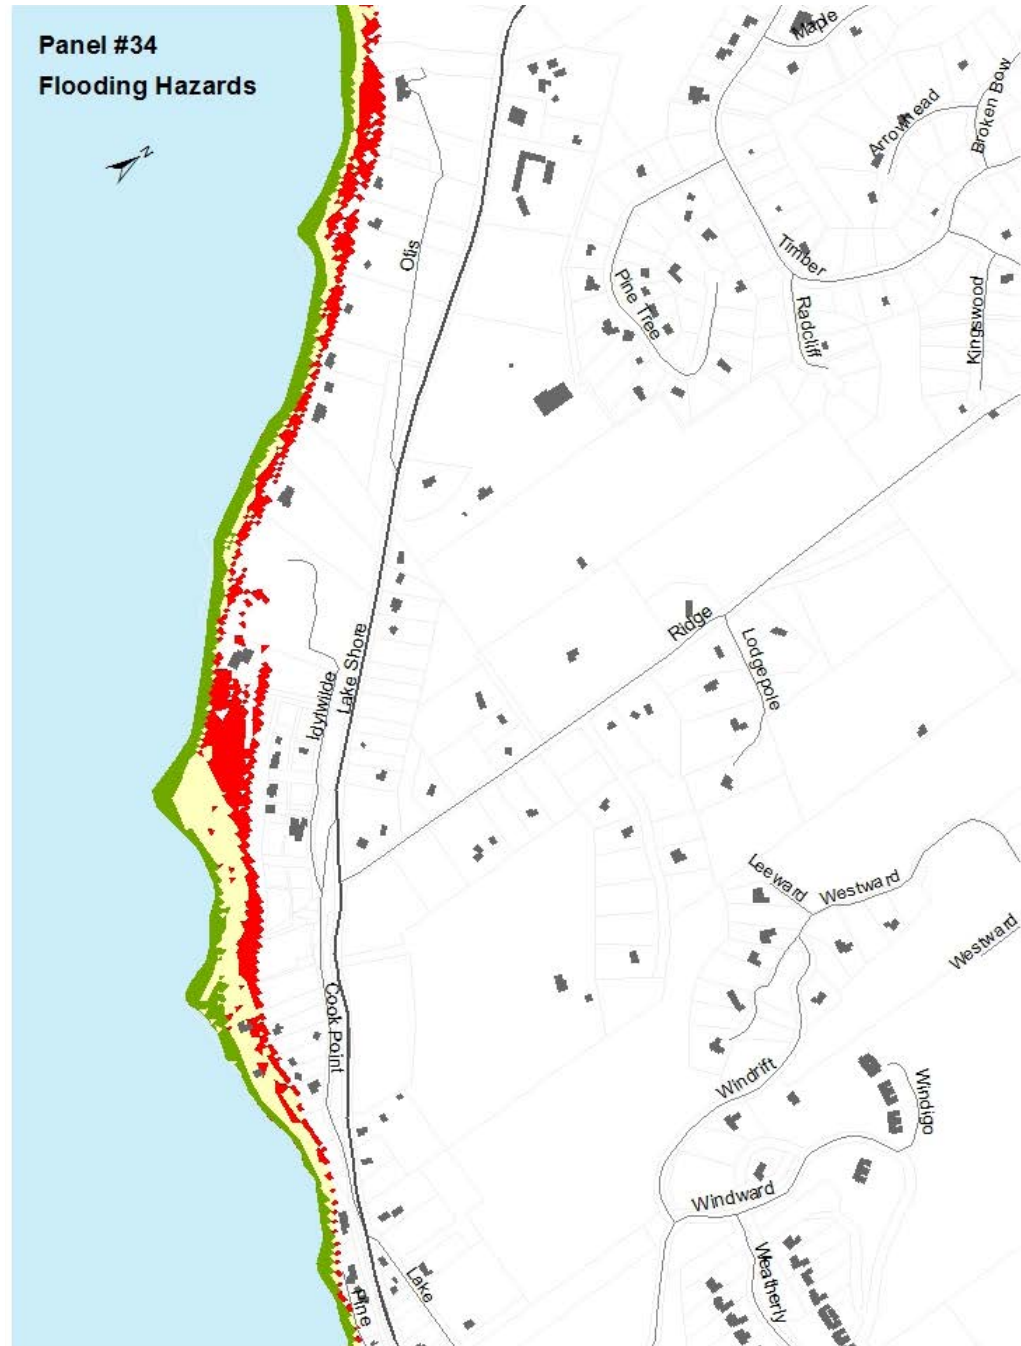 Panel #34
Flooding Hazards
N
Maple
Arrowhead
Broken Bow
Otis
Timber
Pine Tree
Radcliff
Kingswood
Ridge
Lodgepole
Idylwilde
Lake Shore
Leeward
Westward
Westward
Cook Point
Windrift
Windigo
Windward
Weatherly
Lake
Pine